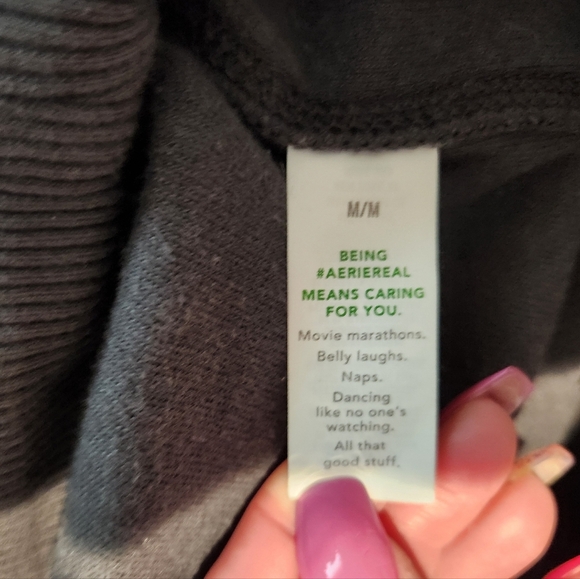 M/M
BEING
#AERIEREAL
MEANS CARING
FOR YOU.
Movie marathons.
Belly laughs.
Naps.
Dancing
like no one's
watching.
All that
good stuff.